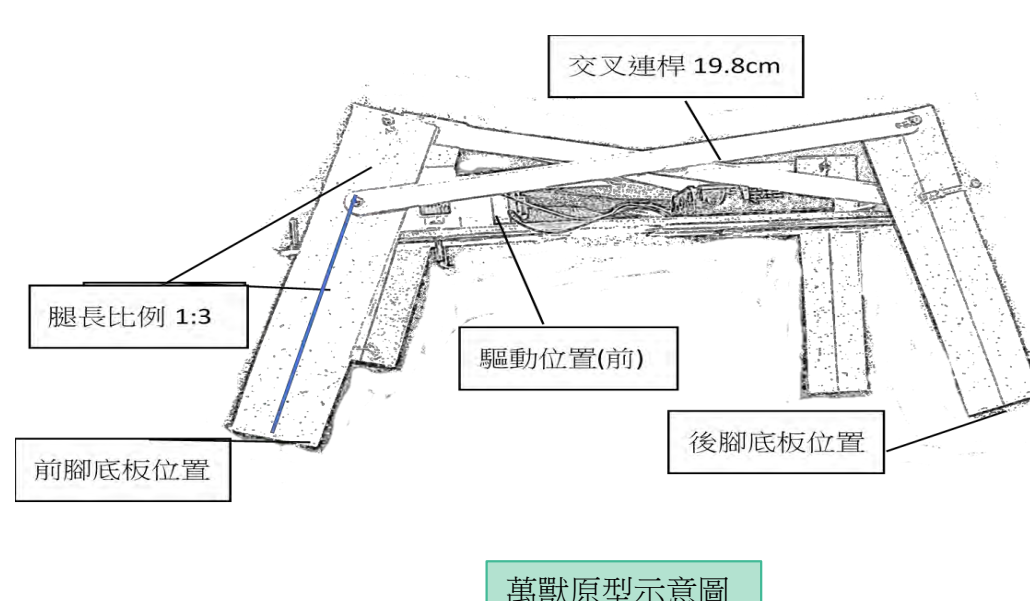 交叉連桿 19.8cm
腿長比例 1:3
驅動位置(前)
後腳底板位置
前腳底板位置
萬獸原型示意圖